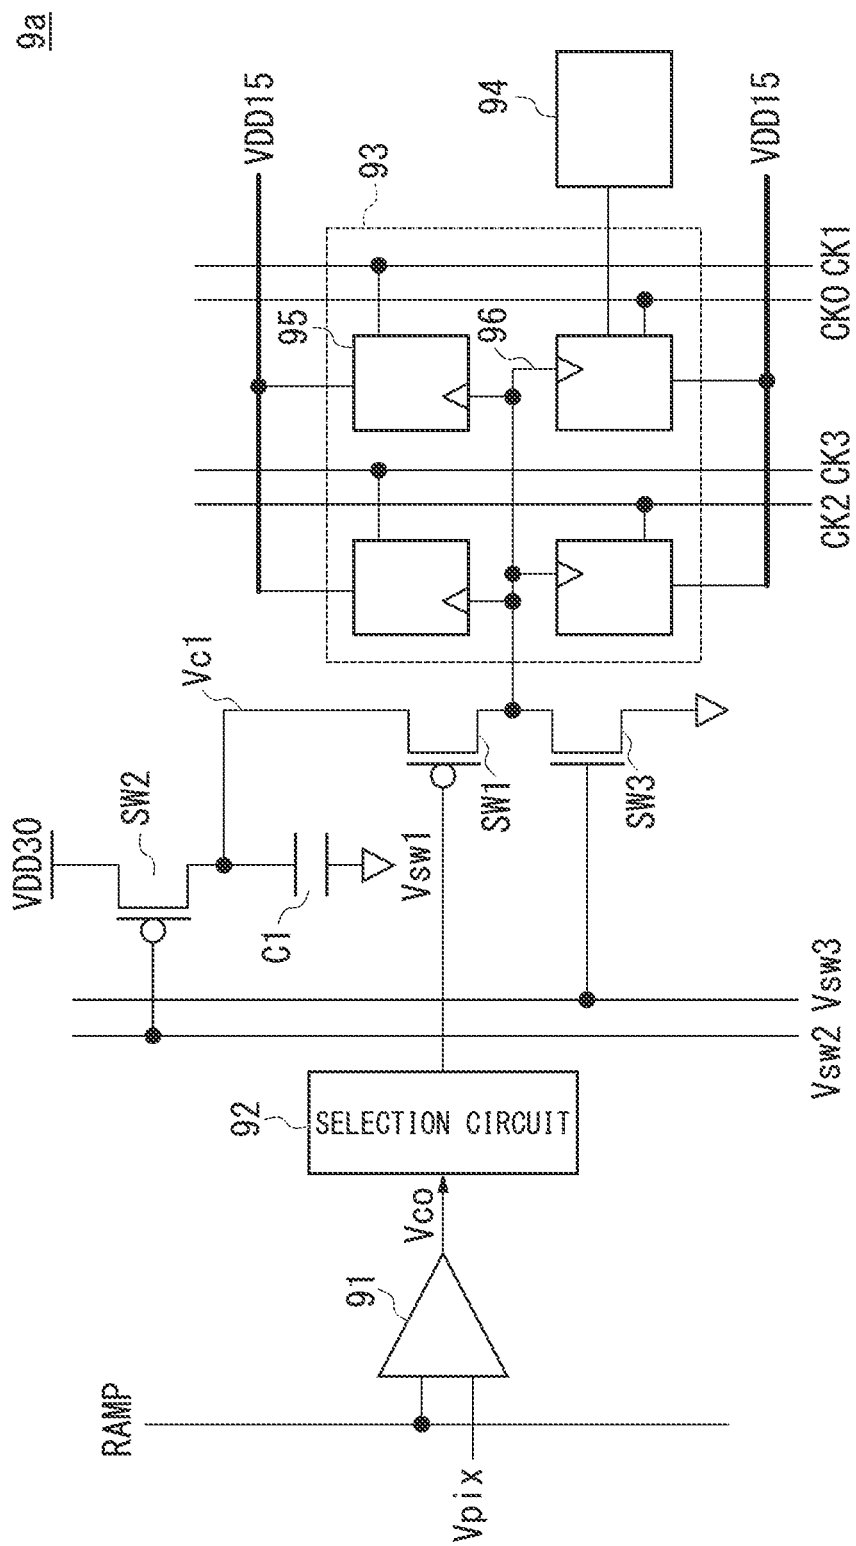 9a
VDD30
SW2
Vc1
VDD15
93
95
C1
Vsw1
SW1
96
94
SW3
VDD15
RAMP
91
Vco
92
SELECTION CIRCUIT
Vpix
Vsw2
Vsw3
CK2
CK3
CK0
CK1